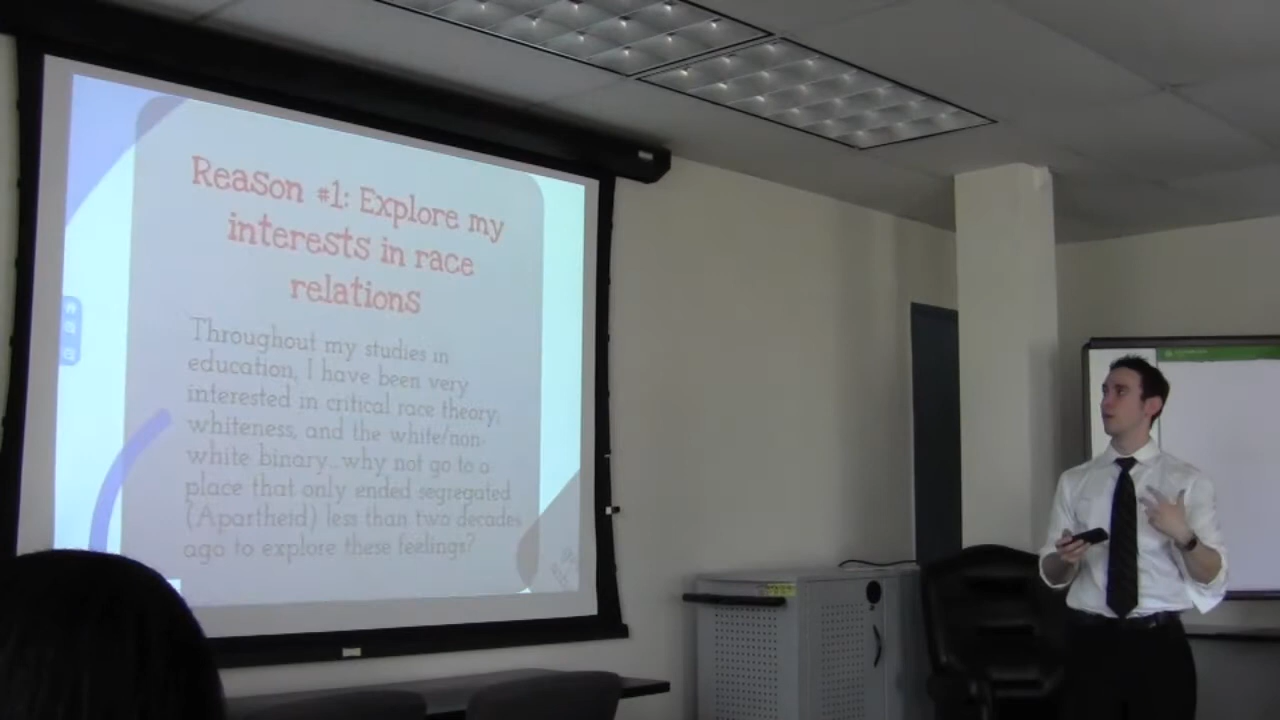 Reason #1: Explore my
interests in race
relations
Throughout my studies in
education, I have been very
interested in critical race theory,
whiteness, and the white/non-
white binary...why not go to a
place that only ended segregated
(Apartheid) less than two decades
ago to explore these feelings?